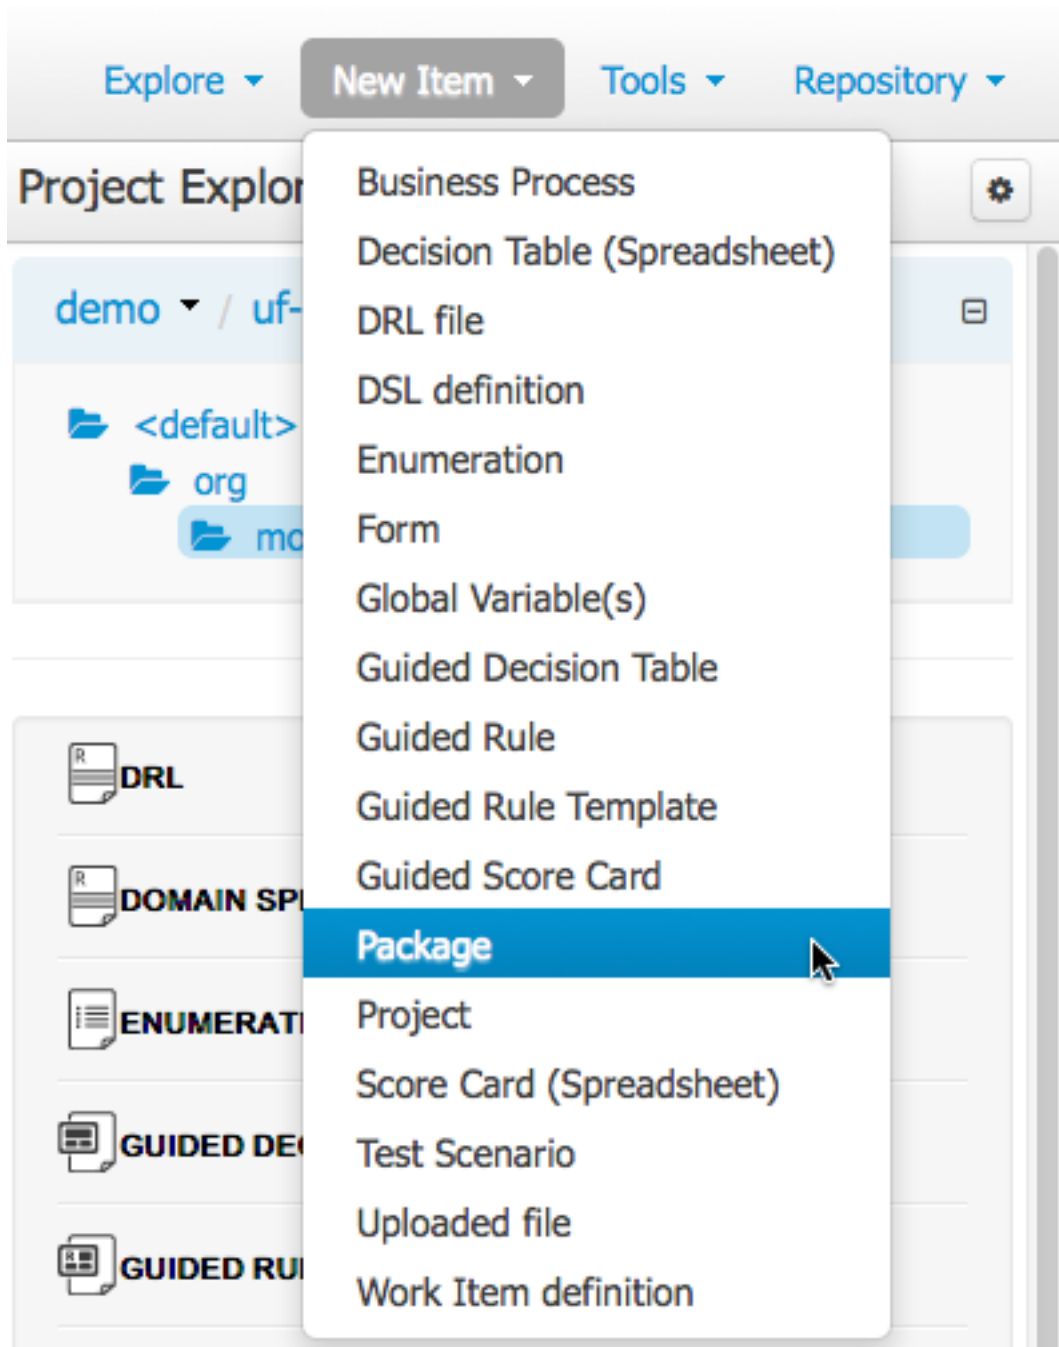 Explore New Item Tools Repository
Project Explor
Business Process
Decision Table (Spreadsheet)
demo / uf-
DRL file
DSL definition
<default>
Enumeration
org
Form
mo
Global Variable(s)
Guided Decision Table
Guided Rule
DRL
Guided Rule Template
Guided Score Card
DOMAIN SP
Package
Project
ENUMERATI
Score Card (Spreadsheet)
Test Scenario
GUIDED DE
Uploaded file
GUIDED RU
Work Item definition